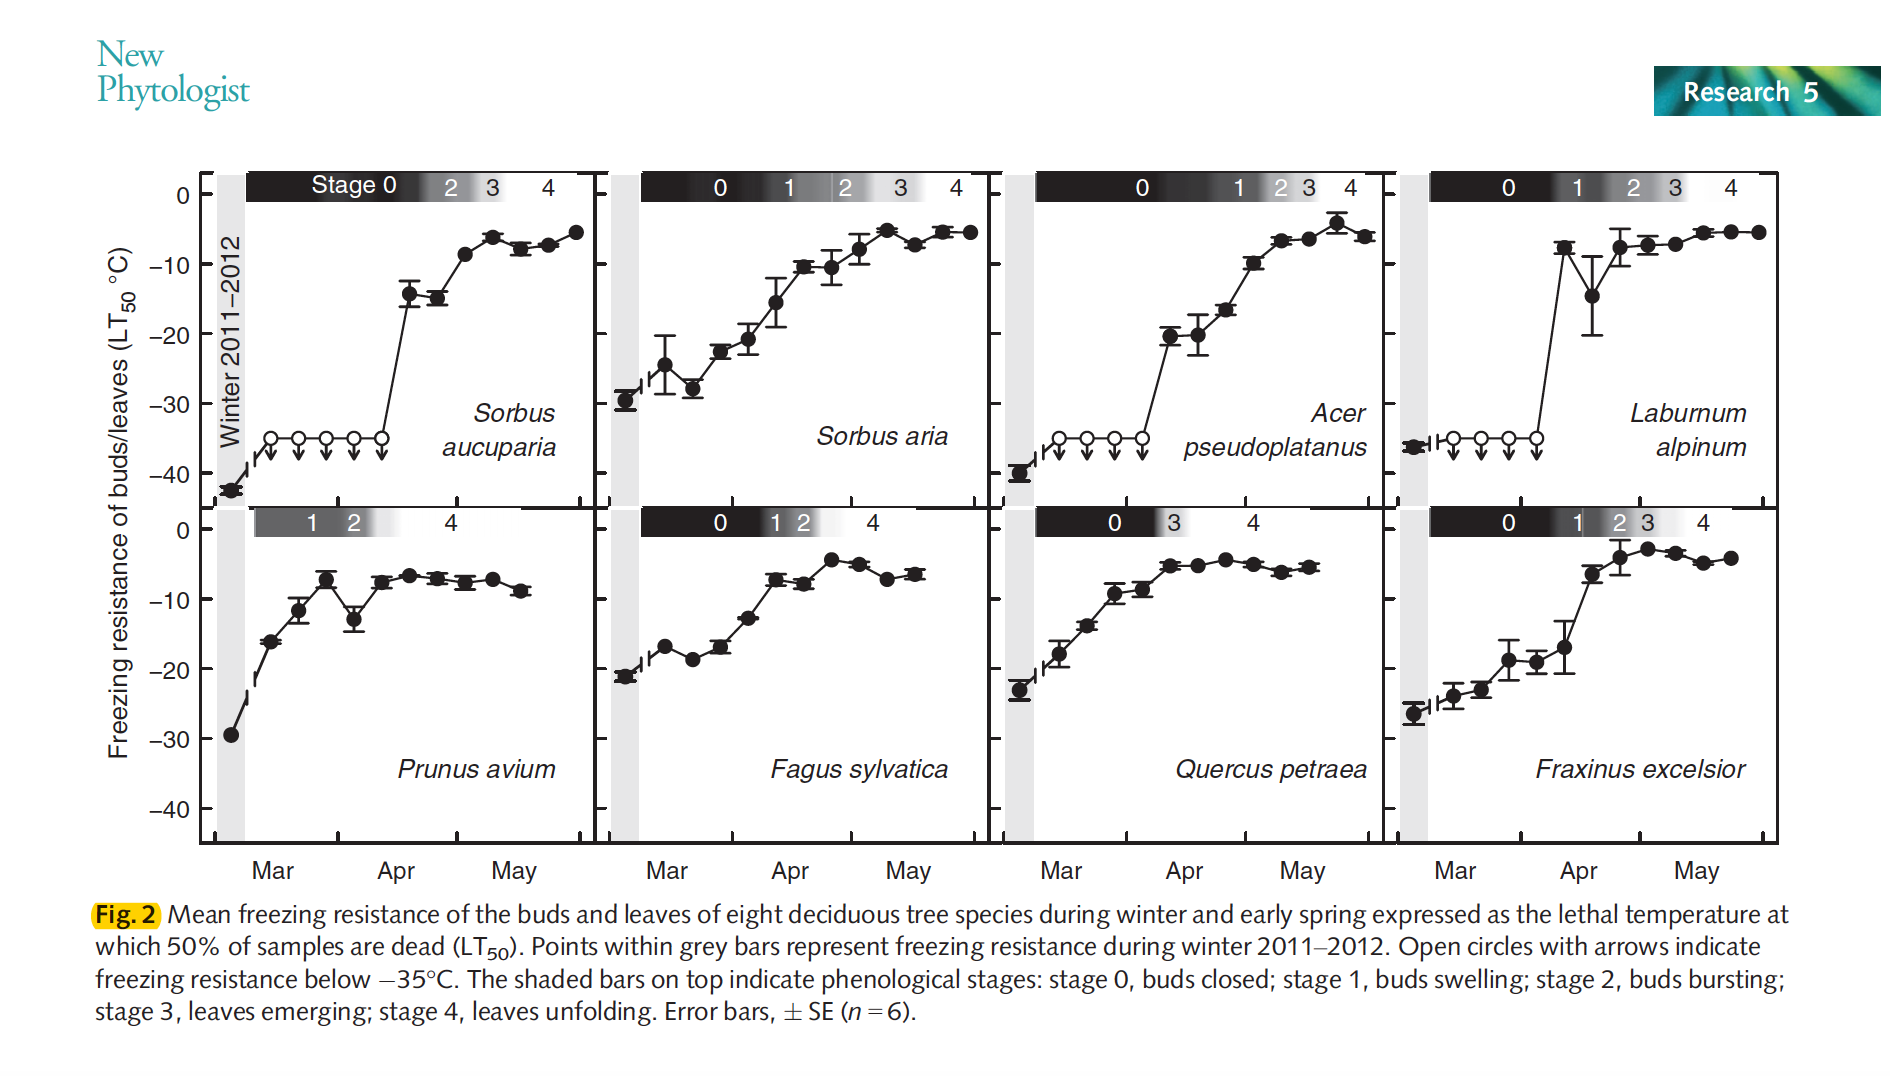 New
Phytologist
Research 5
Freezing resistance of buds/leaves (LT50 °C)
0
–10
–20
–30
–40
Winter 2011–2012
Stage 0 2 3 4
Sorbus
aucuparia
0 1 2 3 4
Sorbus aria
0 1 2 3 4
Acer
pseudoplatanus
0 1 2 3 4
Laburnum
alpinum
0
–10
–20
–30
–40
1 2 4
Prunus avium
0 1 2 4
Fagus sylvatica
0 3 4
Quercus petraea
0 1 2 3 4
Fraxinus excelsior
Mar Apr May Mar Apr May Mar Apr May Mar Apr May
Fig. 2 Mean freezing resistance of the buds and leaves of eight deciduous tree species during winter and early spring expressed as the lethal temperature at
which 50% of samples are dead (LT50). Points within grey bars represent freezing resistance during winter 2011–2012. Open circles with arrows indicate
freezing resistance below −35°C. The shaded bars on top indicate phenological stages: stage 0, buds closed; stage 1, buds swelling; stage 2, buds bursting;
stage 3, leaves emerging; stage 4, leaves unfolding. Error bars, ± SE (n = 6).